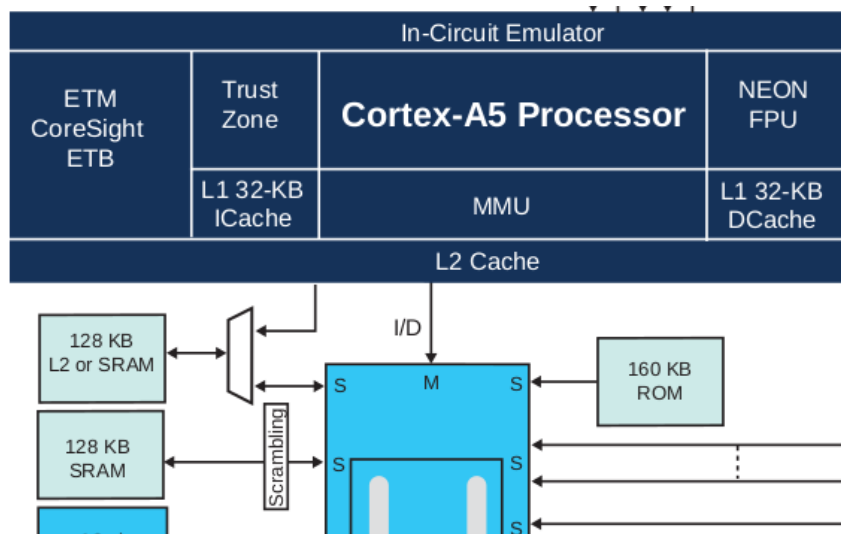 In-Circuit Emulator
ETM
CoreSight
ETB
Trust
Zone
Cortex-A5 Processor
NEON
FPU
L1 32-KB
ICache
MMU
L1 32-KB
DCache
L2 Cache
I/D
128 KB
L2 or SRAM
S
M
S
160 KB
ROM
Scrambling
128 KB
SRAM
S
S
S